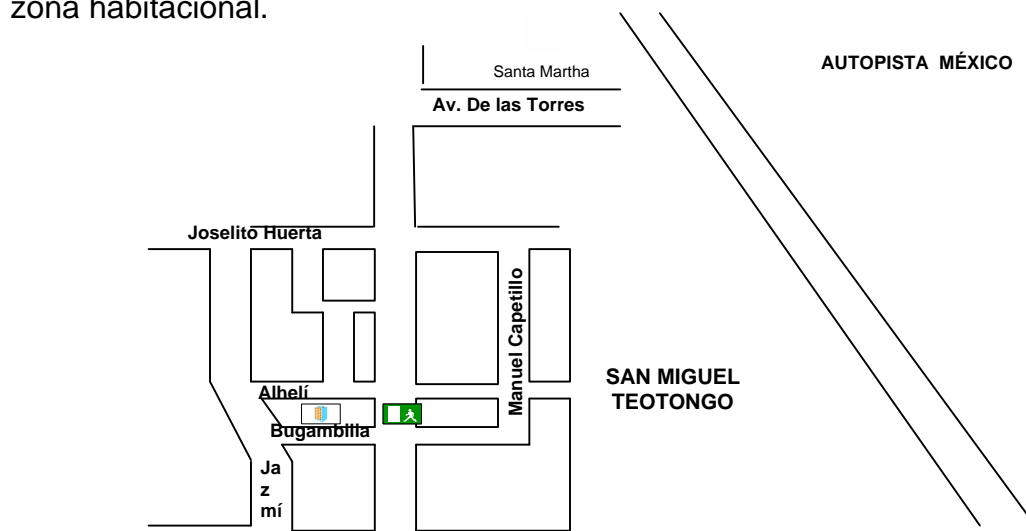 zona habitacional.
AUTOPISTA MÉXICO
Santa Martha
Av. De las Torres
Joselito Huerta
Manuel Capetillo
SAN MIGUEL
TEOTONGO
Alhelí
Bugambilia
Ja
z
mí